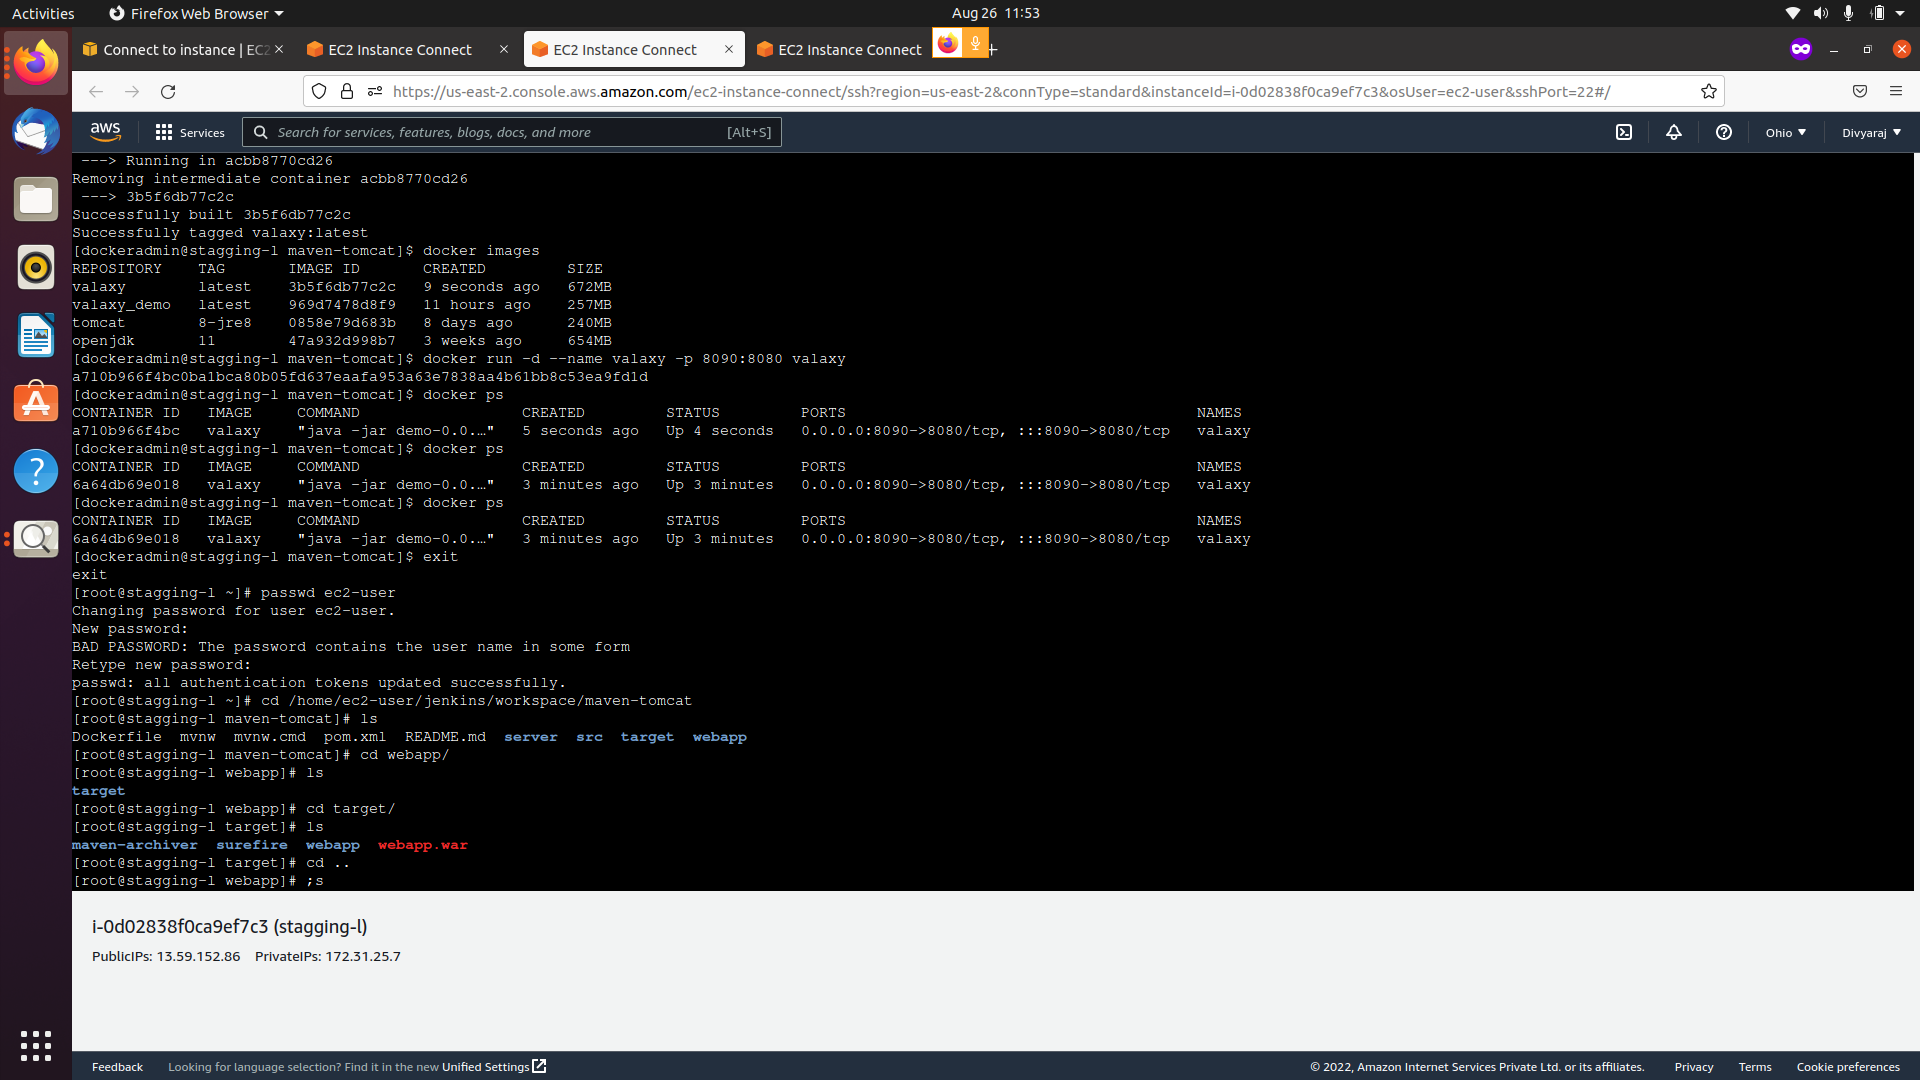 Activities
Firefox Web Browser
Aug 26 11:53
Connect to instance | EC2
EC2 Instance Connect
EC2 Instance Connect
EC2 Instance Connect
https://us-east-2.console.aws.amazon.com/ec2-instance-connect/ssh?region=us-east-2&connType=standard&instanceId=i-0d02838f0ca9ef7c3&osUser=ec2-user&sshPort=22#/
aws
Services
Search for services, features, blogs, docs, and more
[Alt+S]
Ohio
Divyaraj
---> Running in acbb8770cd26
Removing intermediate container acbb8770cd26
---> 3b5f6db77c2c
Successfully built 3b5f6db77c2c
Successfully tagged valaxy:latest
[dockeradmin@stagging-l maven-tomcat]$ docker images
REPOSITORY TAG IMAGE ID CREATED SIZE
valaxy latest 3b5f6db77c2c 9 seconds ago 672MB
valaxy_demo latest 969d7478d8f9 11 hours ago 257MB
tomcat 8-jre8 0858e79d683b 8 days ago 240MB
openjdk 11 47a932d998b7 3 weeks ago 654MB
[dockeradmin@stagging-l maven-tomcat]$ docker run -d --name valaxy -p 8090:8080 valaxy
a710b966f4bc0ba1bca80b05fd637eaafa953a63e7838aa4b61bb8c53ea9fd1d
[dockeradmin@stagging-l maven-tomcat]$ docker ps
CONTAINER ID IMAGE COMMAND CREATED STATUS PORTS NAMES
a710b966f4bc valaxy "java -jar demo-0.0.…" 5 seconds ago Up 4 seconds 0.0.0.0:8090->8080/tcp, :::8090->8080/tcp valaxy
[dockeradmin@stagging-l maven-tomcat]$ docker ps
CONTAINER ID IMAGE COMMAND CREATED STATUS PORTS NAMES
6a64db69e018 valaxy "java -jar demo-0.0.…" 3 minutes ago Up 3 minutes 0.0.0.0:8090->8080/tcp, :::8090->8080/tcp valaxy
[dockeradmin@stagging-l maven-tomcat]$ docker ps
CONTAINER ID IMAGE COMMAND CREATED STATUS PORTS NAMES
6a64db69e018 valaxy "java -jar demo-0.0.…" 3 minutes ago Up 3 minutes 0.0.0.0:8090->8080/tcp, :::8090->8080/tcp valaxy
[dockeradmin@stagging-l maven-tomcat]$ exit
exit
[root@stagging-l ~]# passwd ec2-user
Changing password for user ec2-user.
New password:
BAD PASSWORD: The password contains the user name in some form
Retype new password:
passwd: all authentication tokens updated successfully.
[root@stagging-l ~]# cd /home/ec2-user/jenkins/workspace/maven-tomcat
[root@stagging-l maven-tomcat]# ls
Dockerfile mvnw mvnw.cmd pom.xml README.md server src target webapp
[root@stagging-l maven-tomcat]# cd webapp/
[root@stagging-l webapp]# ls
target
[root@stagging-l webapp]# cd target/
[root@stagging-l target]# ls
maven-archiver surefire webapp webapp.war
[root@stagging-l target]# cd ..
[root@stagging-l webapp]# ;s
i-0d02838f0ca9ef7c3 (stagging-l)
PublicIPs: 13.59.152.86 PrivateIPs: 172.31.25.7
Feedback
Looking for language selection? Find it in the new Unified Settings
© 2022, Amazon Internet Services Private Ltd. or its affiliates.
Privacy
Terms
Cookie preferences